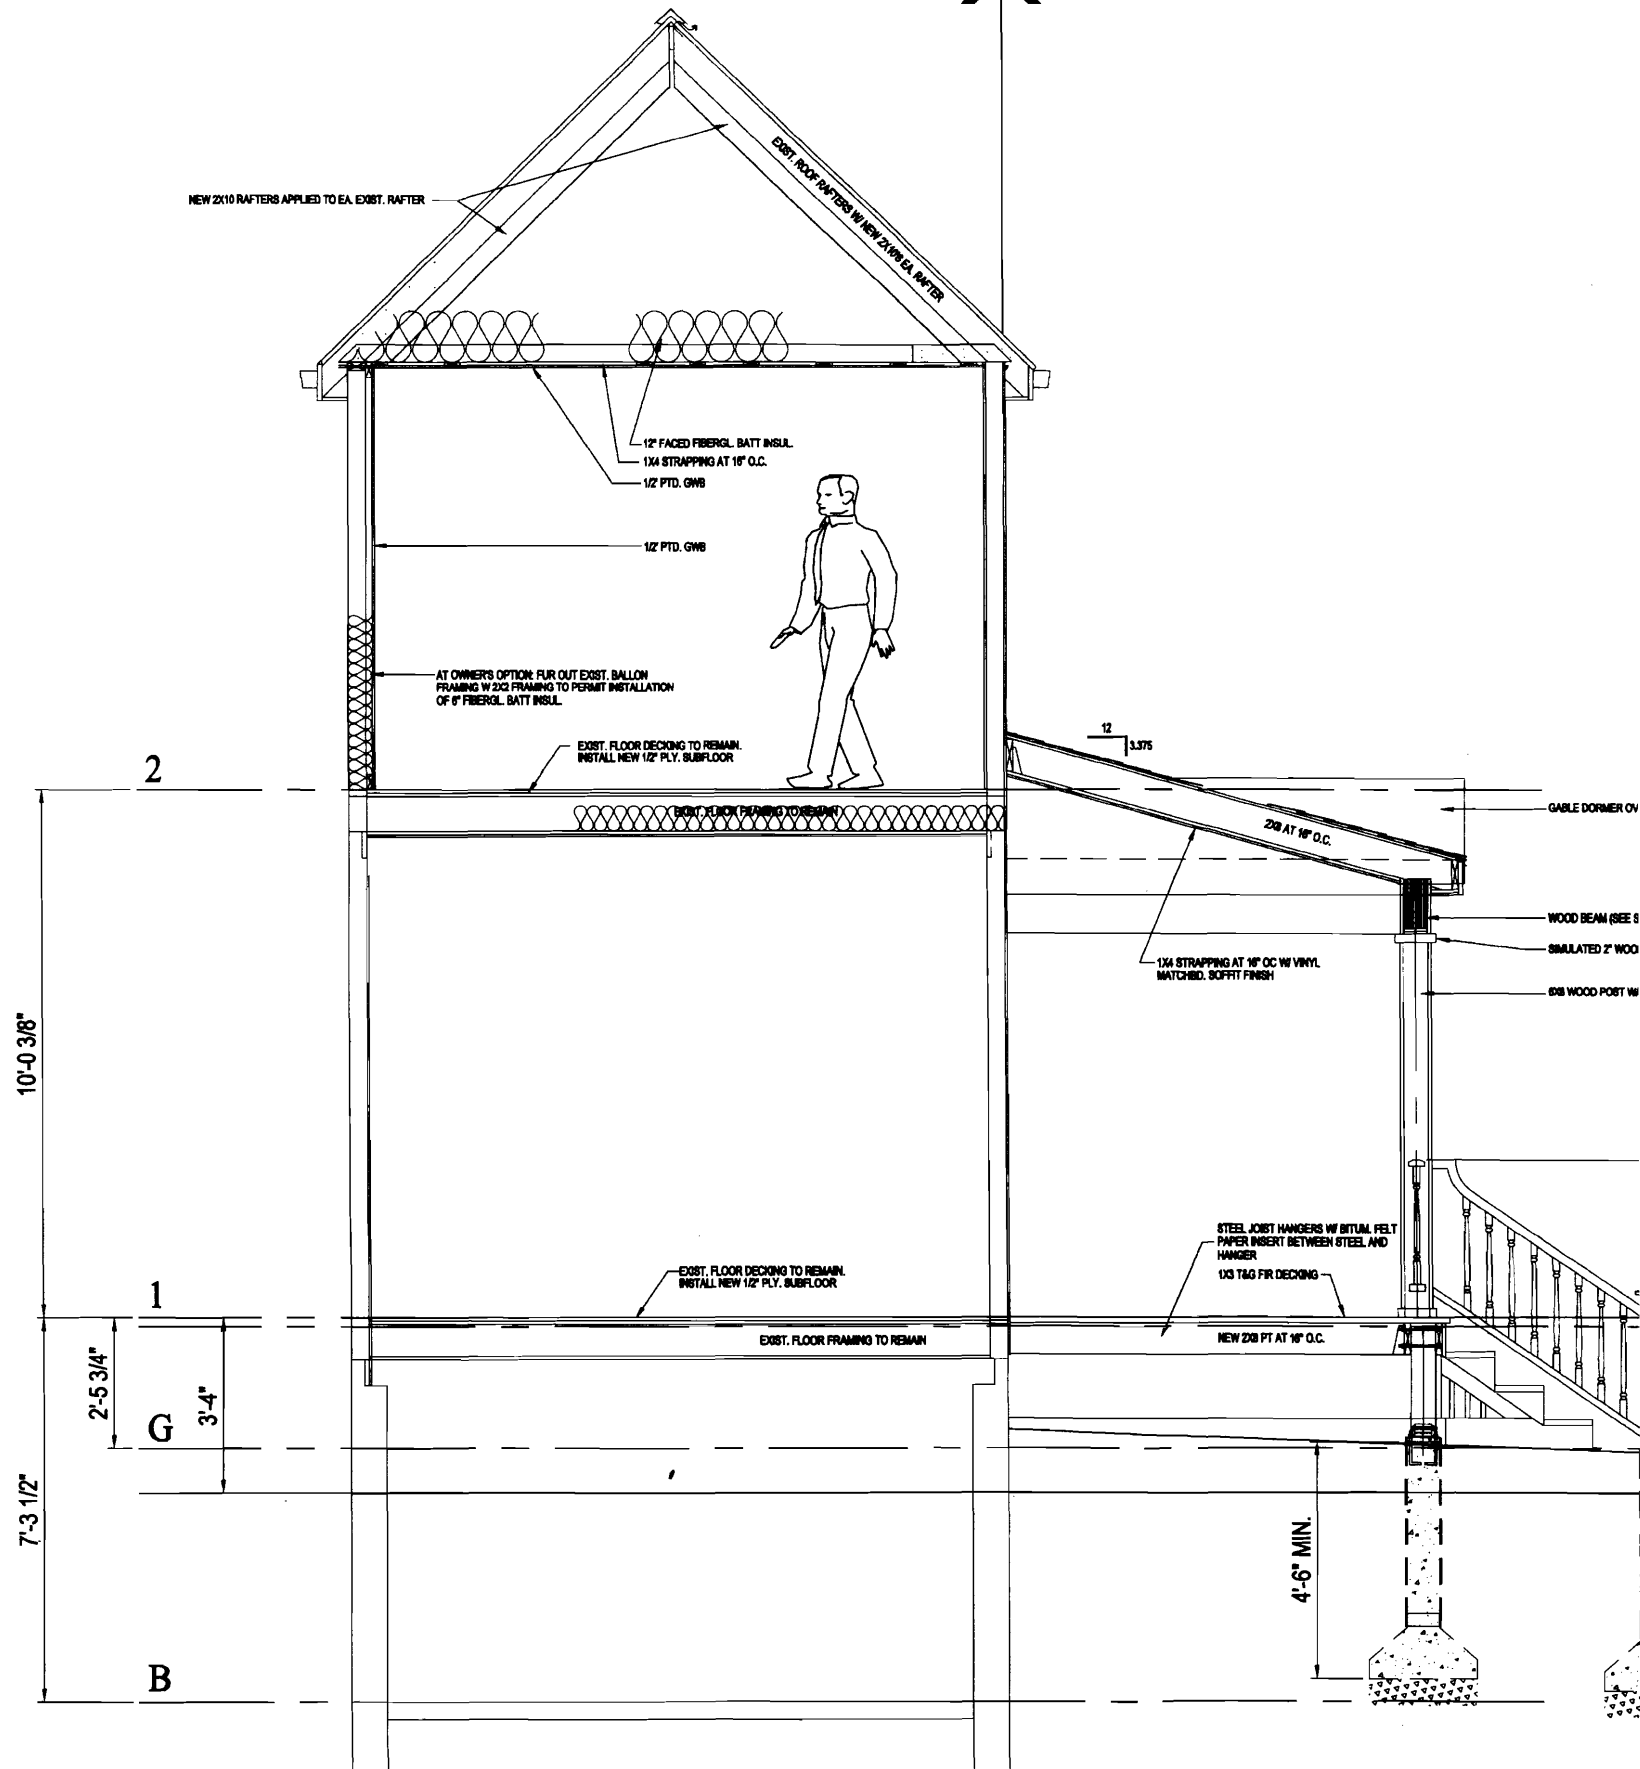 NEW 2X10 RAFTERS APPLIED TO EA. EXIST. RAFTER
EXIST. ROOF RAFTERS W/ NEW 2X10'S EA. RAFTER
12" FACED FIBERGL. BATT INSUL.
1X4 STRAPPING AT 16" O.C.
1/2" PTD. GWB
1/2" PTD. GWB
AT OWNER'S OPTION: FUR OUT EXIST. BALLON
FRAMING W 2X2 FRAMING TO PERMIT INSTALLATION
OF 6" FIBERGL. BATT INSUL.
EXIST. FLOOR DECKING TO REMAIN.
INSTALL NEW 1/2" PLY. SUBFLOOR
12
3.375
2
EXIST. FLOOR FRAMING TO REMAIN
2X8 AT 16" O.C.
GABLE DORMER OV
WOOD BEAM (SEE S
SIMULATED 2" WOO
6X6 WOOD POST W/
1X4 STRAPPING AT 16" OC W/ VINYL
MATCHBD. SOFFIT FINISH
10'-0 3/8"
STEEL JOIST HANGERS W/ BITUM. FELT
PAPER INSERT BETWEEN STEEL AND
HANGER
1X3 T&G FIR DECKING
EXIST. FLOOR DECKING TO REMAIN.
INSTALL NEW 1/2" PLY. SUBFLOOR
1
EXIST. FLOOR FRAMING TO REMAIN
NEW 2X8 PT AT 16" O.C.
2'-5 3/4"
3'-4"
G
7'-3 1/2"
4'-6" MIN.
B